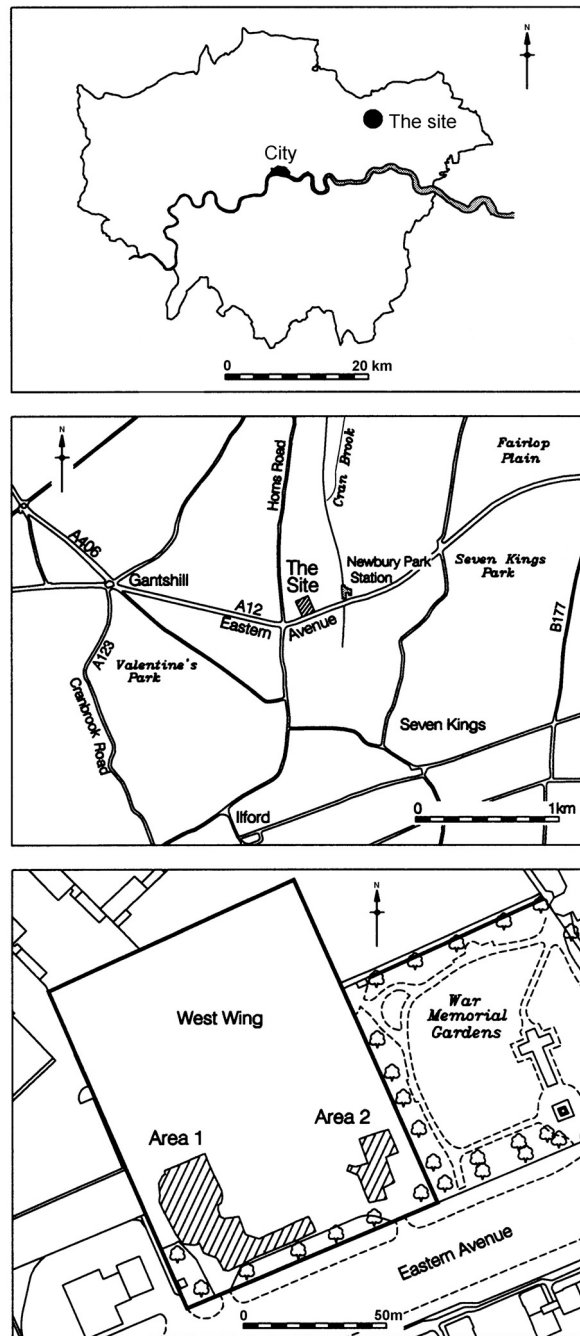 N
The site
City
0 20 km
N
Fairlop
Plain
Horns Road
Cran Brook
A406
Gantshill
The
Site
Newbury Park
Station
Seven Kings
Park
A12
Eastern Avenue
B177
A123
Valentine's
Park
Cranbrook Road
Seven Kings
Ilford
0 1km
N
West Wing
War
Memorial
Gardens
Area 1
Area 2
Eastern Avenue
0 50m